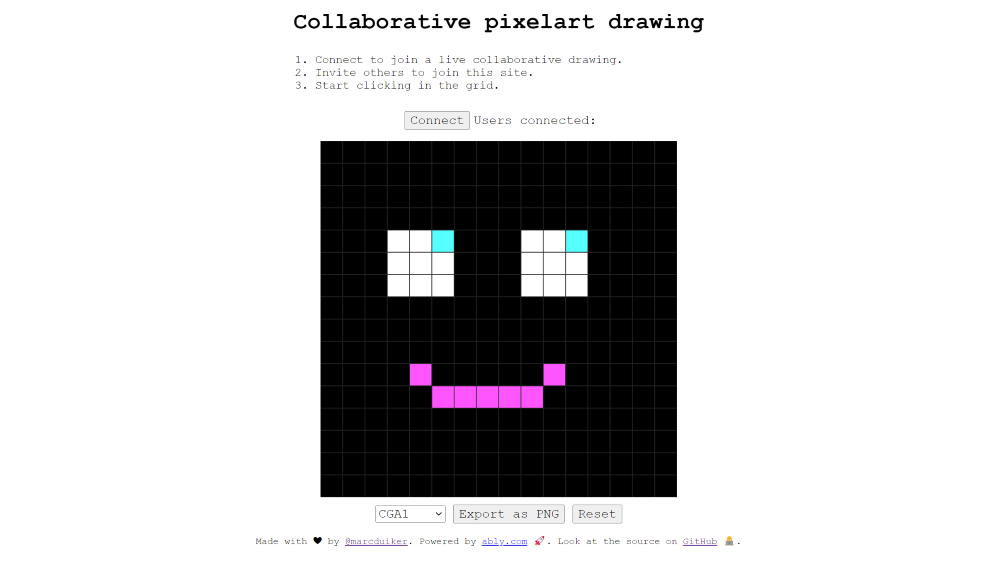 Collaborative pixelart drawing
1. Connect to join a live collaborative drawing.
2. Invite others to join this site.
3. Start clicking in the grid.
Connect Users connected:
CGA1 Export as PNG Reset
Made with ♥ by @marcduiker. Powered by ably.com 🚀. Look at the source on GitHub 👨‍💻.